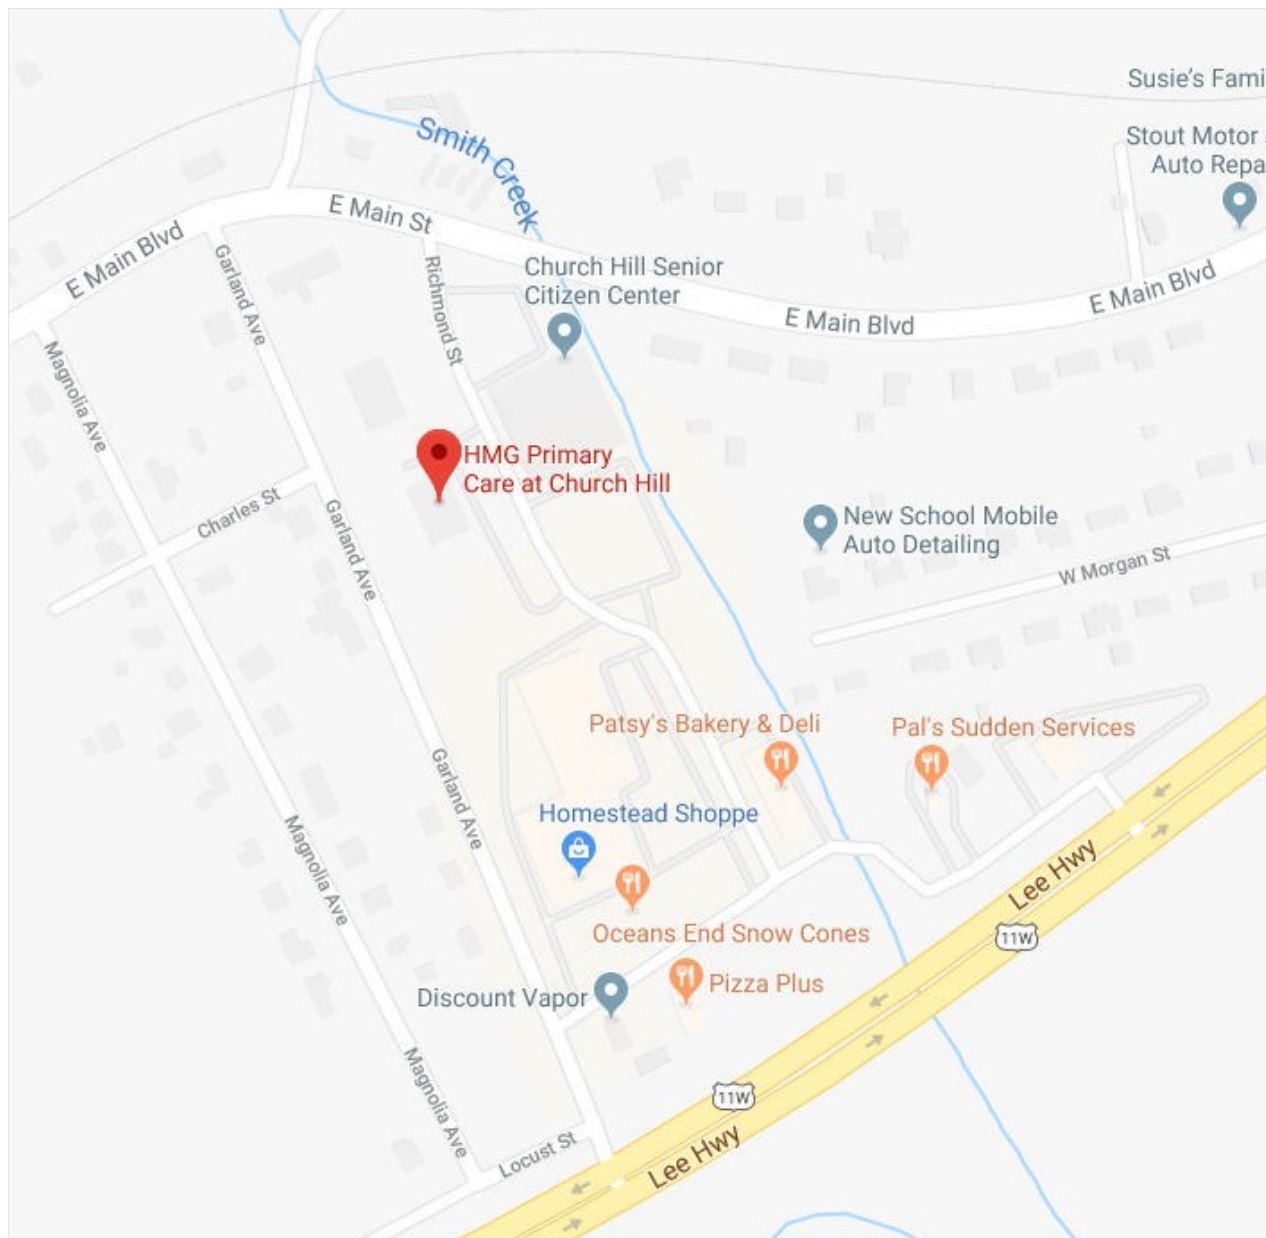 Susie's Fami
Stout Motor
Auto Repa
Smith Creek
E Main St
E Main Blvd
Garland Ave
Richmond St
Church Hill Senior
Citizen Center
E Main Blvd
E Main Blvd
Magnolia Ave
HMG Primary
Care at Church Hill
Charles St
Garland Ave
New School Mobile
Auto Detailing
W Morgan St
Patsy's Bakery & Deli
Pal's Sudden Services
Garland Ave
Homestead Shoppe
Magnolia Ave
Lee Hwy
Oceans End Snow Cones
11W
Discount Vapor
Pizza Plus
Magnolia Ave
11W
Locust St
Lee Hwy